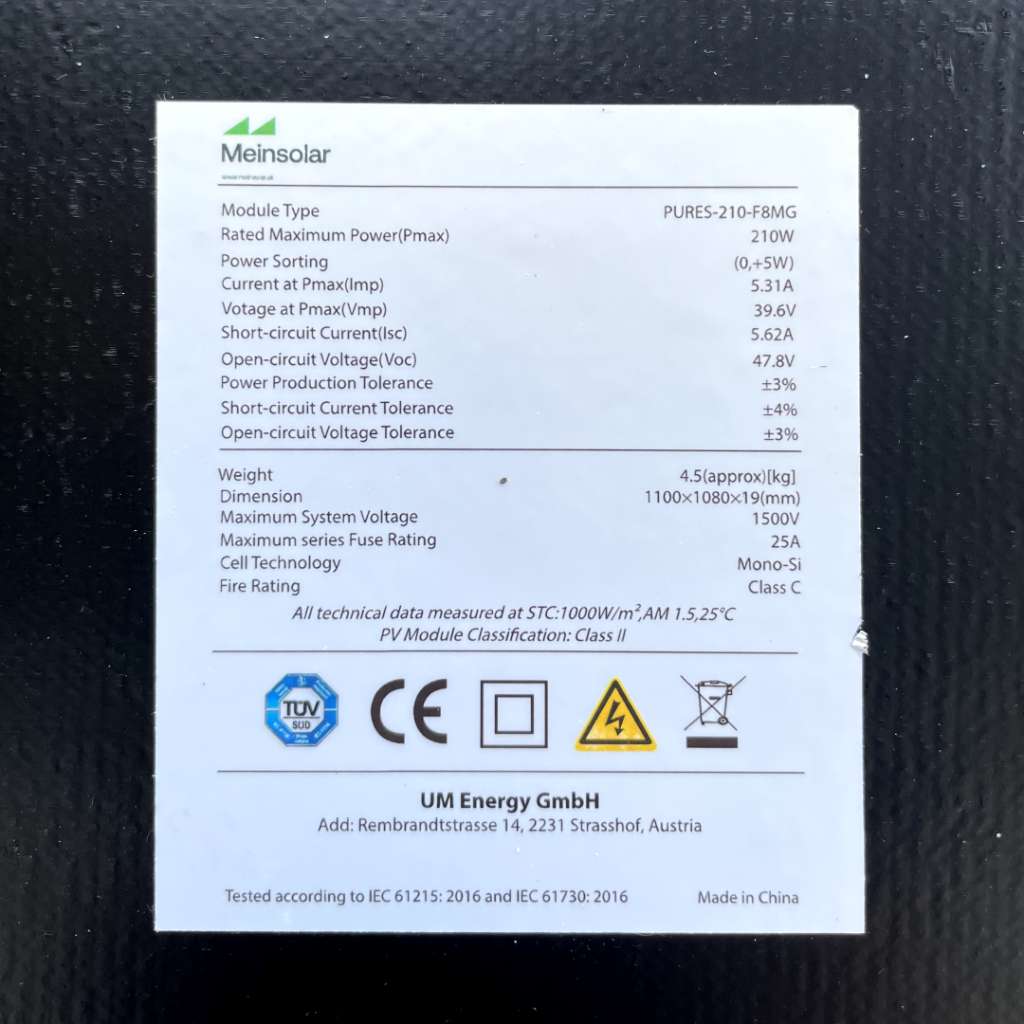 Meinsolar
Module Type PURES-210-F8MG
Rated Maximum Power(Pmax) 210W
Power Sorting (0,+5W)
Current at Pmax(Imp) 5.31A
Votage at Pmax(Vmp) 39.6V
Short-circuit Current(Isc) 5.62A
Open-circuit Voltage(Voc) 47.8V
Power Production Tolerance ±3%
Short-circuit Current Tolerance ±4%
Open-circuit Voltage Tolerance ±3%
Weight 4.5(approx)[kg]
Dimension 1100×1080×19(mm)
Maximum System Voltage 1500V
Maximum series Fuse Rating 25A
Cell Technology Mono-Si
Fire Rating Class C
All technical data measured at STC:1000W/m²,AM 1.5,25°C
PV Module Classification: Class II
TÜV
SÜD
CE
UM Energy GmbH
Add: Rembrandtstrasse 14, 2231 Strasshof, Austria
Tested according to IEC 61215: 2016 and IEC 61730: 2016 Made in China